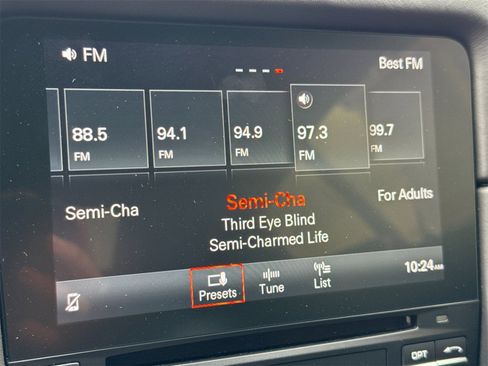 FM
Best FM
88.5
FM
94.1
FM
94.9
FM
97.3
FM
99.7
FM
Semi-Cha
Semi-Cha
For Adults
Third Eye Blind
Semi-Charmed Life
Presets
Tune
List
10:24AM
OPT